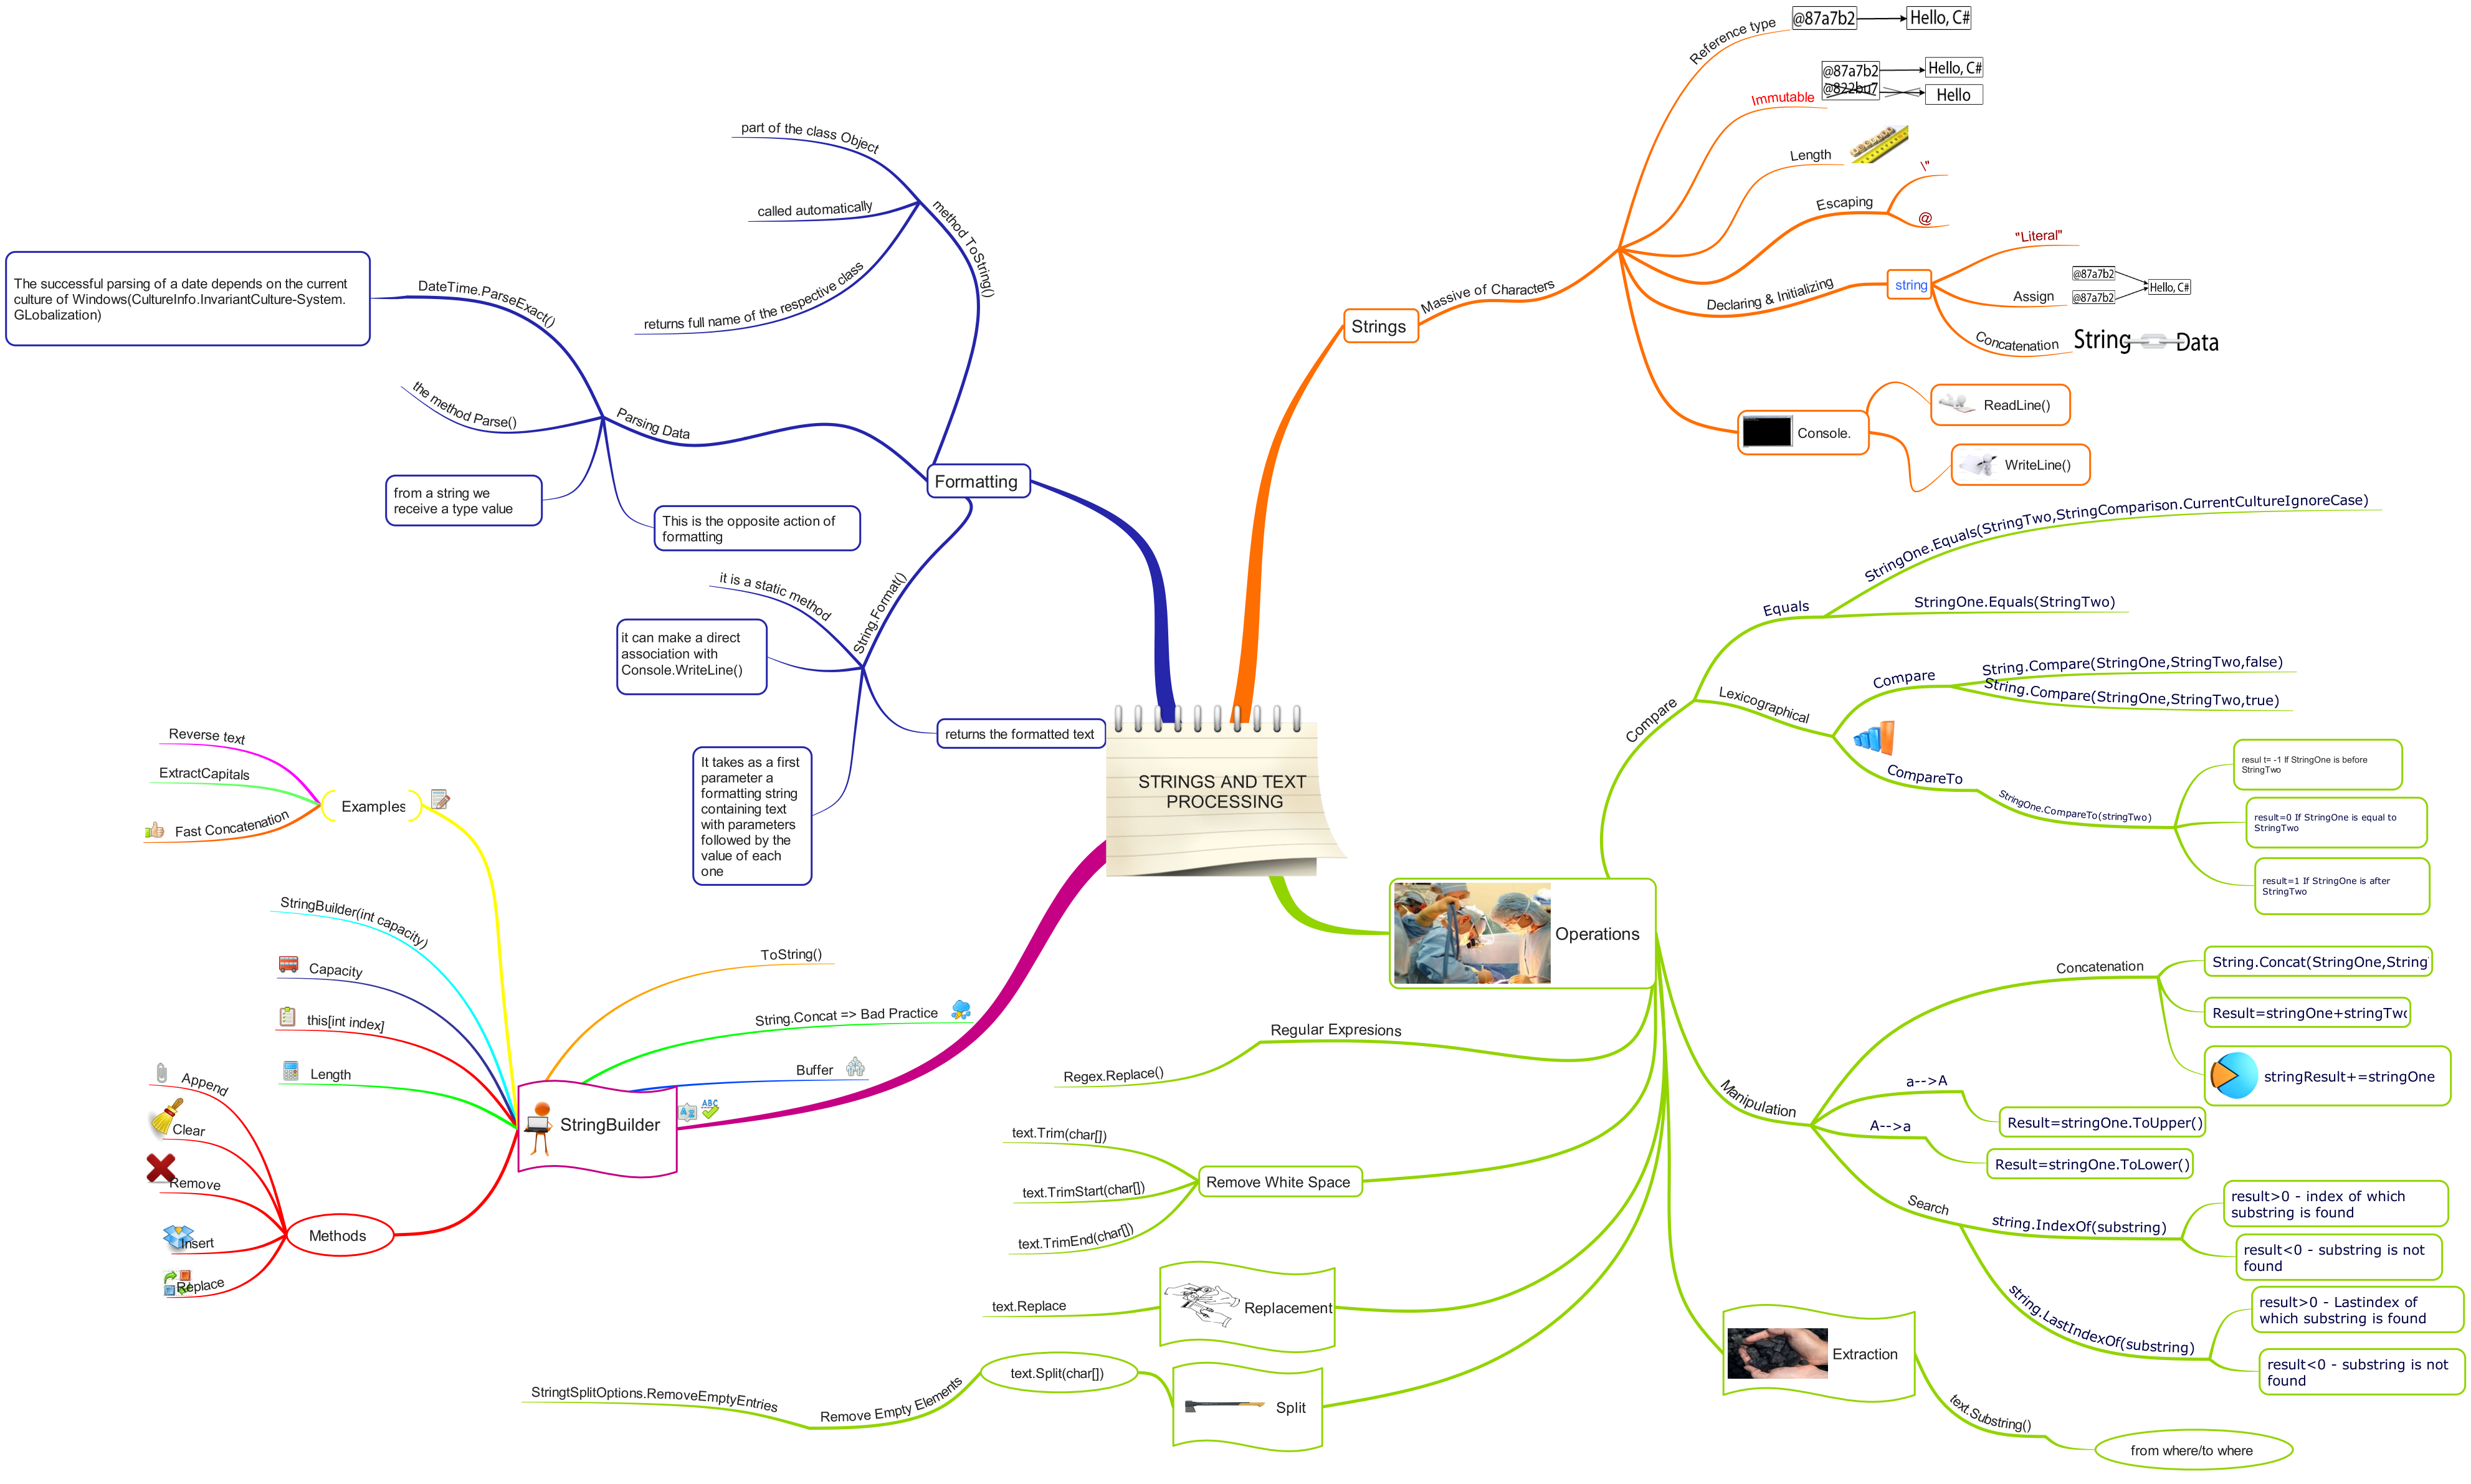 STRINGS AND TEXT
PROCESSING
Strings
Massive of Characters
Reference type
@87a7b2
Hello, C#
Immutable
@87a7b2
@822bu7
Hello, C#
Hello
Length
Escaping
\"
@
Declaring & Initializing
string
"Literal"
Assign
@87a7b2
@87a7b2
Hello, C#
Concatenation
String
Data
Console.
ReadLine()
WriteLine()
Formatting
method ToString()
part of the class Object
called automatically
returns full name of the respective class
Parsing Data
DateTime.ParseExact()
The successful parsing of a date depends on the current
culture of Windows(CultureInfo.InvariantCulture-System.
GLobalization)
the method Parse()
from a string we
receive a type value
This is the opposite action of
formatting
String.Format()
it is a static method
it can make a direct
association with
Console.WriteLine()
It takes as a first
parameter a
formatting string
containing text
with parameters
followed by the
value of each
one
returns the formatted text
Operations
Compare
Equals
StringOne.Equals(StringTwo,StringComparison.CurrentCultureIgnoreCase)
StringOne.Equals(StringTwo)
Lexicographical
Compare
String.Compare(StringOne,StringTwo,false)
String.Compare(StringOne,StringTwo,true)
CompareTo
StringOne.CompareTo(stringTwo)
resul t= -1 If StringOne is before
StringTwo
result=0 If StringOne is equal to
StringTwo
result=1 If StringOne is after
StringTwo
Manipulation
Concatenation
String.Concat(StringOne,String
Result=stringOne+stringTwo
stringResult+=stringOne
a-->A
Result=stringOne.ToUpper()
A-->a
Result=stringOne.ToLower()
Search
string.IndexOf(substring)
result>0 - index of which
substring is found
result<0 - substring is not
found
string.LastIndexOf(substring)
result>0 - Lastindex of
which substring is found
result<0 - substring is not
found
Extraction
text.Substring()
from where/to where
Regular Expresions
Regex.Replace()
Remove White Space
text.Trim(char[])
text.TrimStart(char[])
text.TrimEnd(char[])
Replacement
text.Replace
Split
text.Split(char[])
Remove Empty Elements
StringtSplitOptions.RemoveEmptyEntries
StringBuilder
A Z
ABC
ToString()
String.Concat => Bad Practice
Buffer
Examples
Reverse text
ExtractCapitals
Fast Concatenation
StringBuilder(int capacity)
Capacity
this[int index]
Length
Methods
Append
Clear
Remove
Insert
Replace